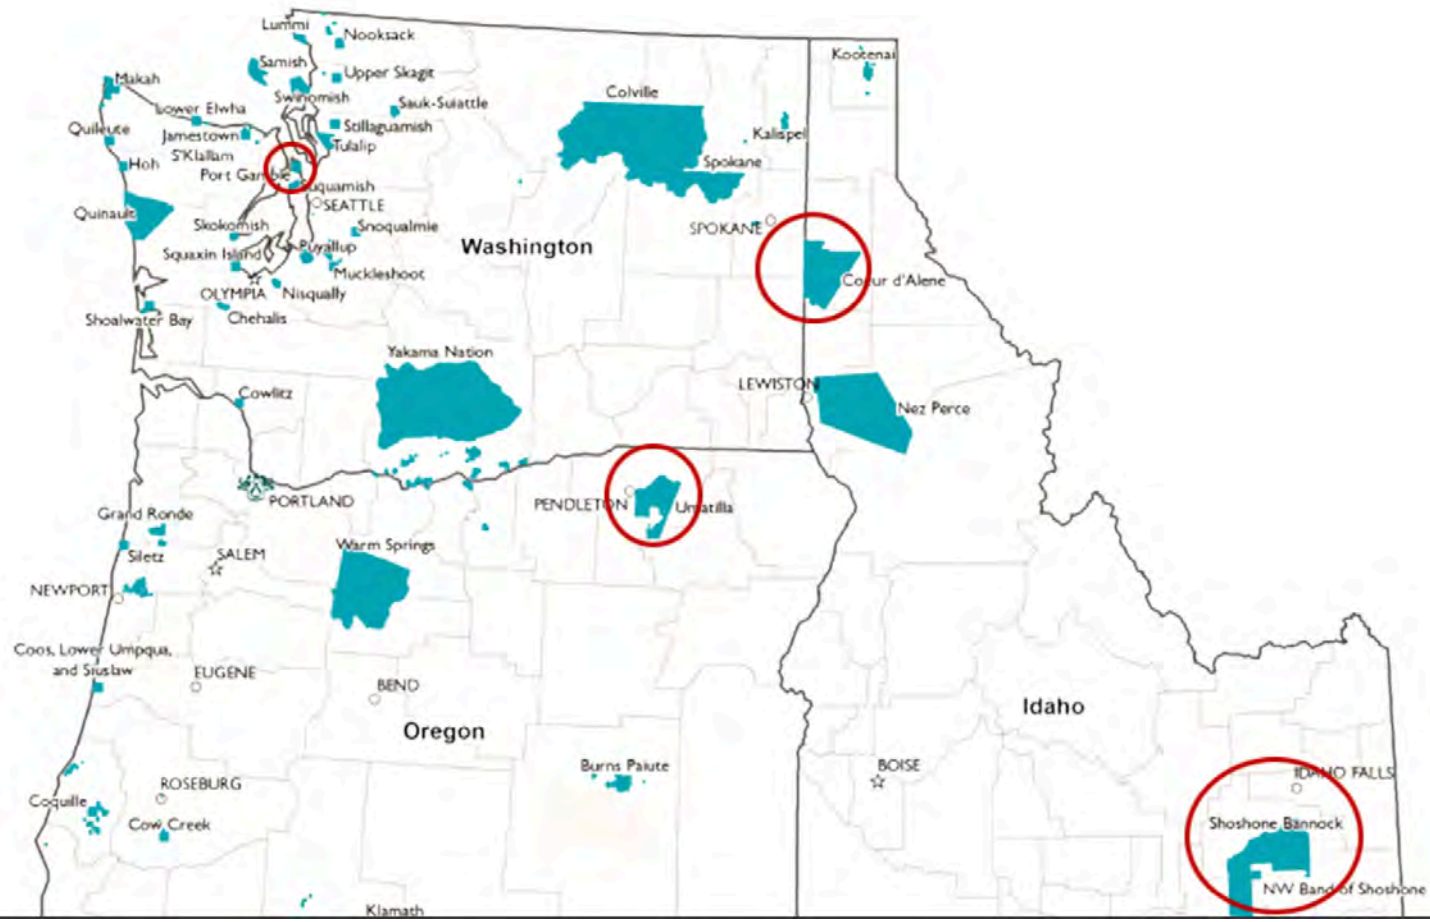 Lummi
Nooksack
Kootenai
Samish
Upper Skagit
Makah
Colville
Swinomish
Lower Elwha
Sauk-Suiattle
Quileute
Jamestown
Stillaguamish
Kalispel
Tulalip
S'Klallam
Hoh
Spokane
Port Gamble
Suquamish
SEATTLE
Quinault
Skokomish
Snoqualmie
SPOKANE
Washington
Squaxin Island
Puyallup
Muckleshoot
Coeur d'Alene
OLYMPIA
Nisqually
Shoalwater Bay
Chehalis
Yakama Nation
LEWISTON
Cowlitz
Nez Perce
PORTLAND
PENDLETON
Umatilla
Grand Ronde
Siletz
SALEM
Warm Springs
NEWPORT
Coos, Lower Umpqua,
and Siuslaw
EUGENE
BEND
Idaho
Oregon
Burns Paiute
BOISE
IDAHO FALLS
ROSEBURG
Coquille
Cow Creek
Shoshone Bannock
NW Band of Shoshone
Klamath